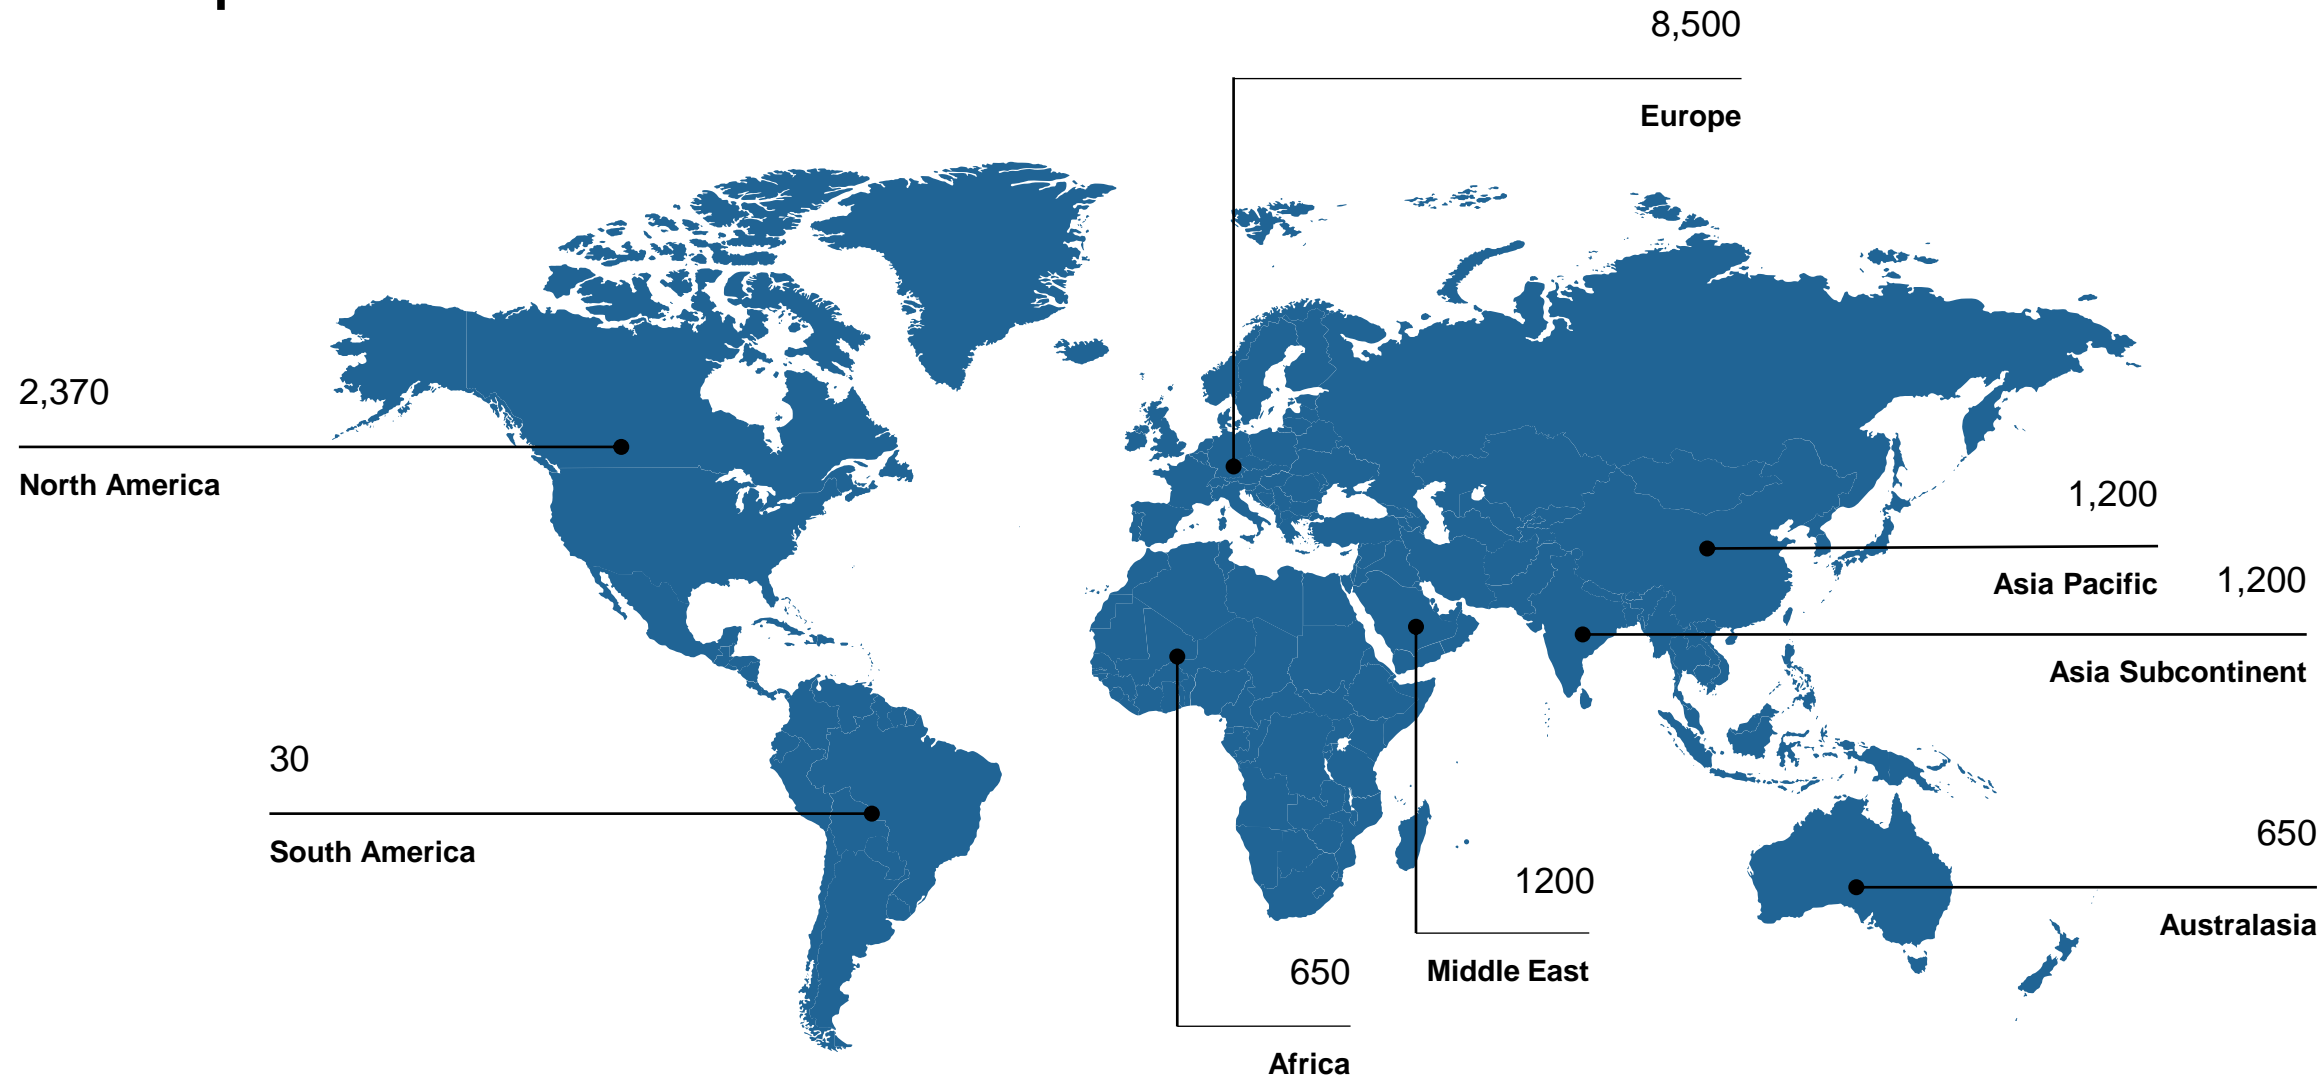 8,500
Europe
2,370
North America
1,200
Asia Pacific
1,200
Asia Subcontinent
30
South America
650
Australasia
1200
Middle East
650
Africa